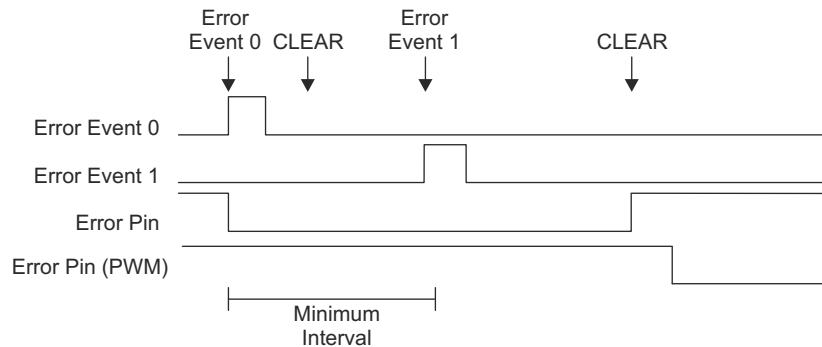 Error
Event 0
CLEAR
Error
Event 1
CLEAR
Error Event 0
Error Event 1
Error Pin
Error Pin (PWM)
Minimum
Interval